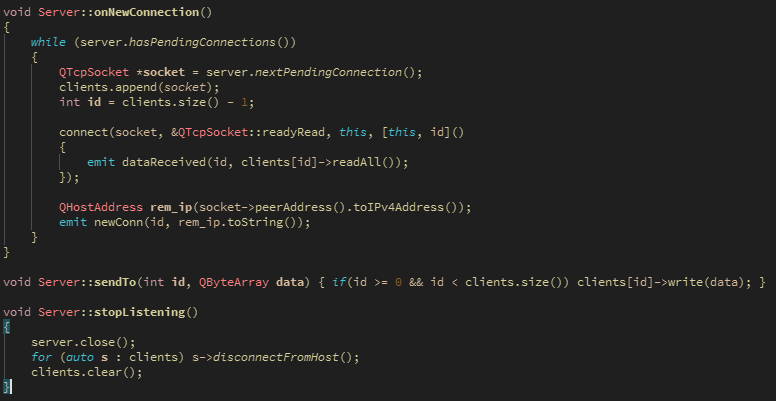 void Server::onNewConnection()
{
    while (server.hasPendingConnections())
    {
        QTcpSocket *socket = server.nextPendingConnection();
        clients.append(socket);
        int id = clients.size() - 1;

        connect(socket, &QTcpSocket::readyRead, this, [this, id]()
        {
            emit dataReceived(id, clients[id]->readAll());
        });

        QHostAddress rem_ip(socket->peerAddress().toIPv4Address());
        emit newConn(id, rem_ip.toString());
    }
}

void Server::sendTo(int id, QByteArray data) { if(id >= 0 && id < clients.size()) clients[id]->write(data); }

void Server::stopListening()
{
    server.close();
    for (auto s : clients) s->disconnectFromHost();
    clients.clear();
}